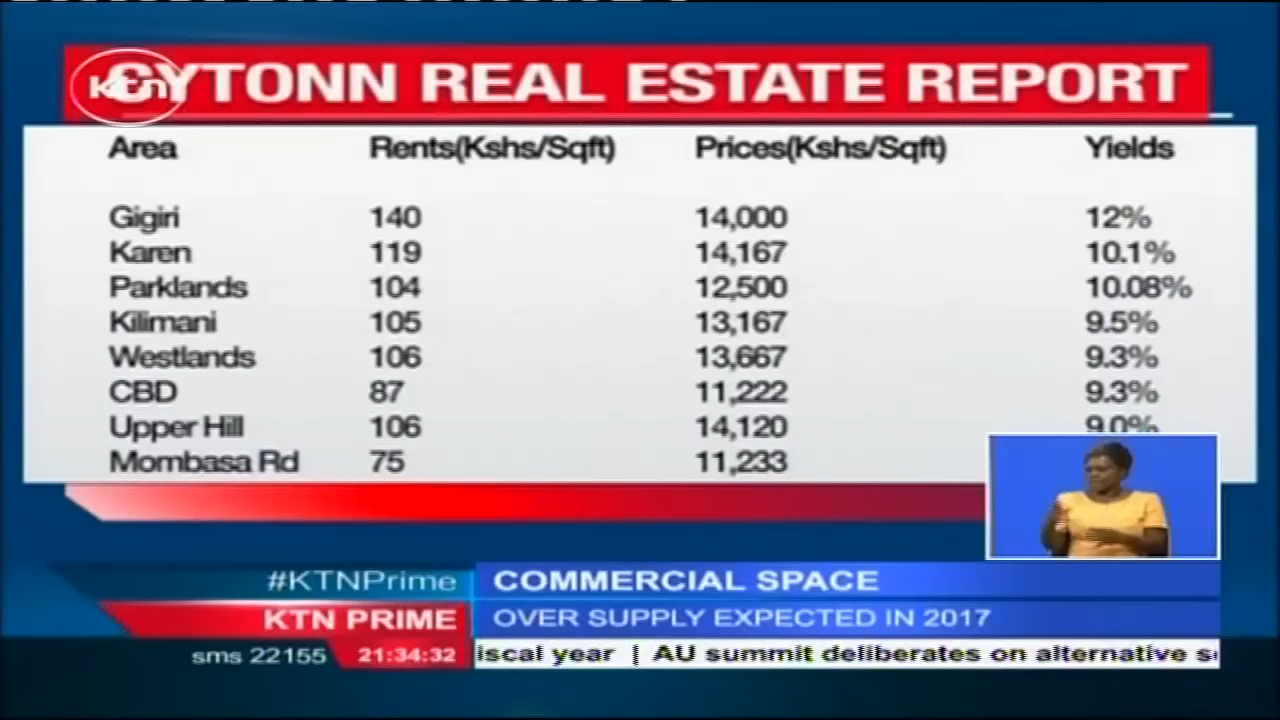 CYTONN REAL ESTATE REPORT
ktn
Area Rents(Kshs/Sqft) Prices(Kshs/Sqft) Yields
Gigiri 140 14,000 12%
Karen 119 14,167 10.1%
Parklands 104 12,500 10.08%
Kilimani 105 13,167 9.5%
Westlands 106 13,667 9.3%
CBD 87 11,222 9.3%
Upper Hill 106 14,120 9.0%
Mombasa Rd 75 11,233
#KTNPrime COMMERCIAL SPACE
KTN PRIME OVER SUPPLY EXPECTED IN 2017
sms 22155 21:34:32 iscal year | AU summit deliberates on alternative s